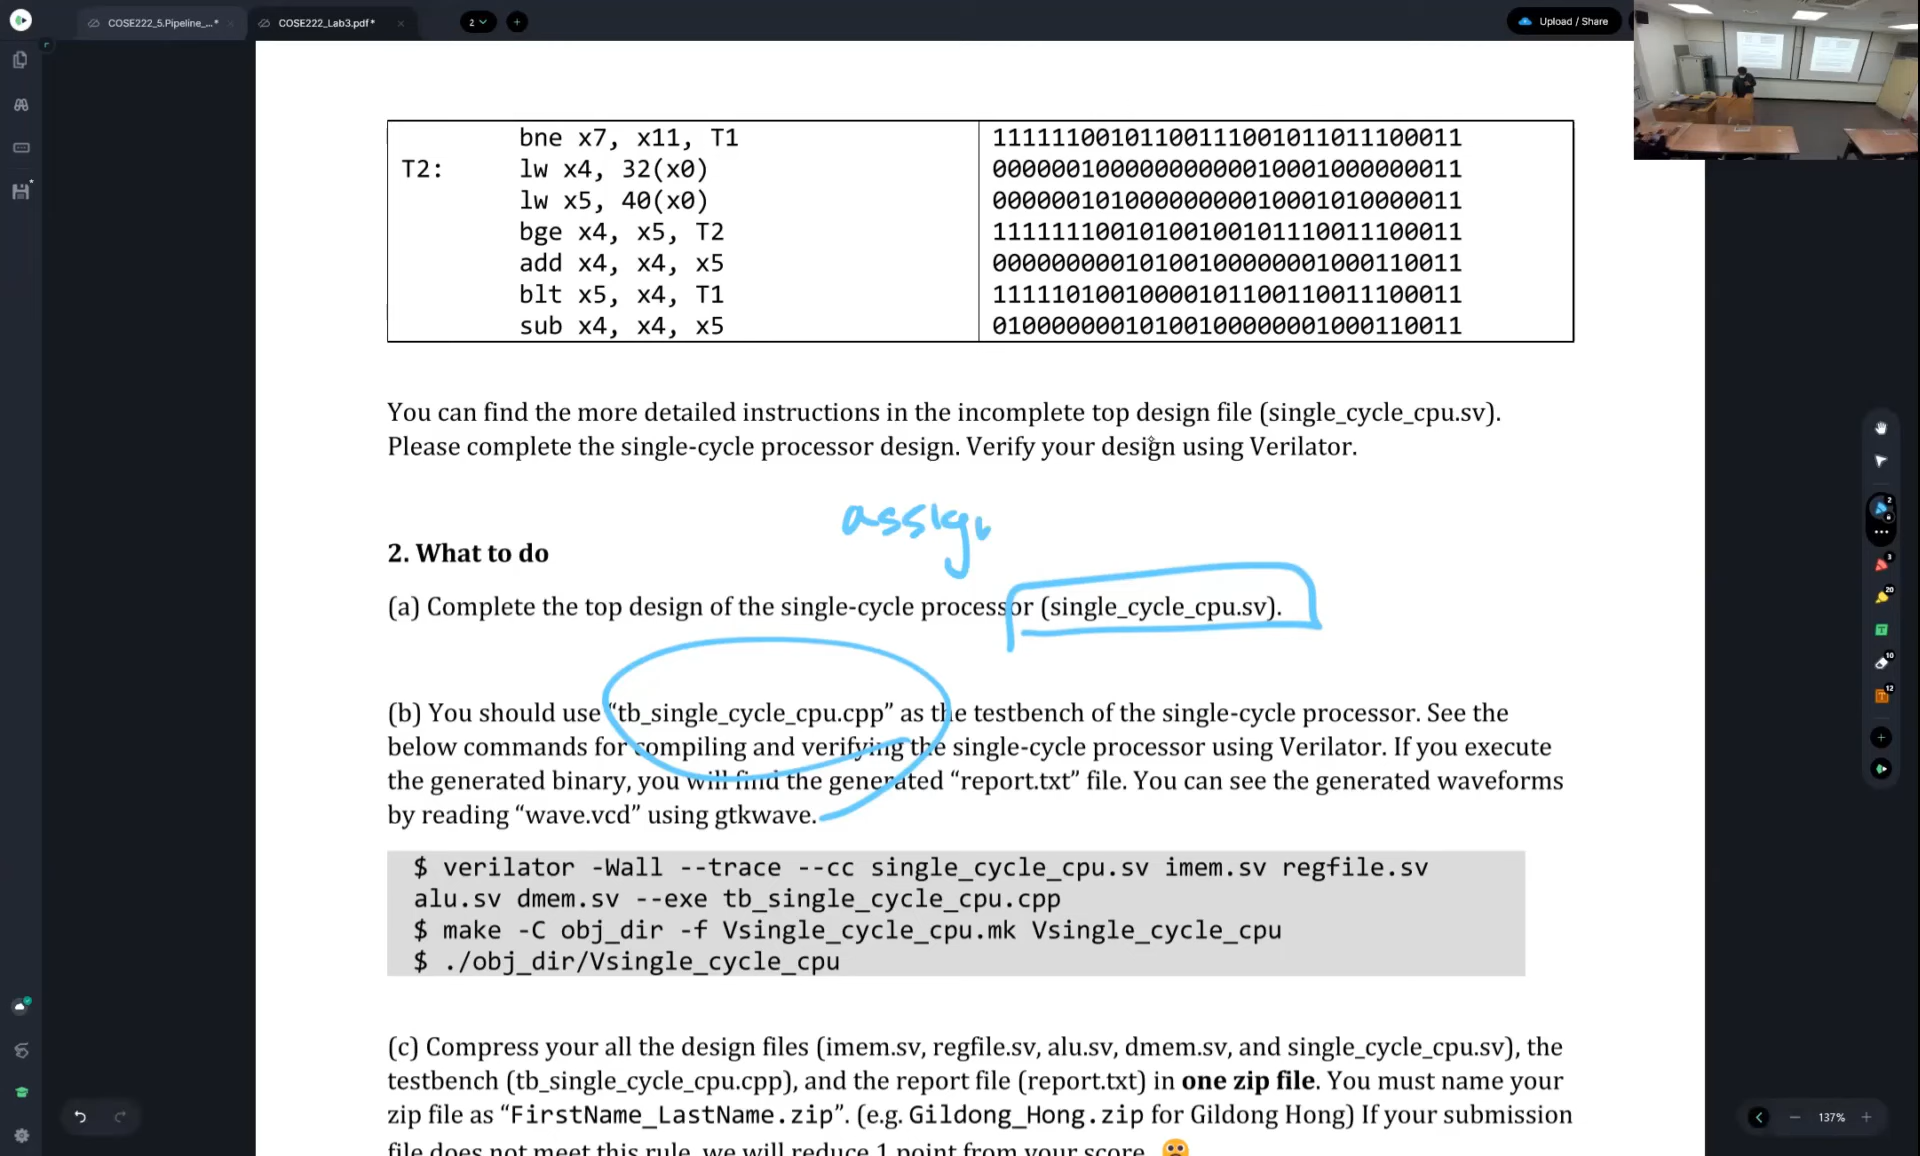 COSE222_5.Pipeline_...*
COSE222_Lab3.pdf*
2
Upload / Share
bne x7, x11, T1 11111110010110011100101101110011
T2: lw x4, 32(x0) 00000010000000000010001000000011
lw x5, 40(x0) 00000010100000000010001010000011
bge x4, x5, T2 11111110010100100101110011100011
add x4, x4, x5 00000000010100100000001000110011
blt x5, x4, T1 11111010010000101100110011100011
sub x4, x4, x5 01000000010100100000001000110011
You can find the more detailed instructions in the incomplete top design file (single_cycle_cpu.sv).
Please complete the single-cycle processor design. Verify your design using Verilator.
assign
2. What to do
(a) Complete the top design of the single-cycle processor (single_cycle_cpu.sv).
(b) You should use “tb_single_cycle_cpu.cpp” as the testbench of the single-cycle processor. See the
below commands for compiling and verifying the single-cycle processor using Verilator. If you execute
the generated binary, you will find the generated “report.txt” file. You can see the generated waveforms
by reading “wave.vcd” using gtkwave.
$ verilator -Wall --trace --cc single_cycle_cpu.sv imem.sv regfile.sv
alu.sv dmem.sv --exe tb_single_cycle_cpu.cpp
$ make -C obj_dir -f Vsingle_cycle_cpu.mk Vsingle_cycle_cpu
$ ./obj_dir/Vsingle_cycle_cpu
(c) Compress your all the design files (imem.sv, regfile.sv, alu.sv, dmem.sv, and single_cycle_cpu.sv), the
testbench (tb_single_cycle_cpu.cpp), and the report file (report.txt) in one zip file. You must name your
zip file as “FirstName_LastName.zip”. (e.g. Gildong_Hong.zip for Gildong Hong) If your submission
file does not meet this rule, we will reduce 1 point from your score.
2
3
20
10
12
137%